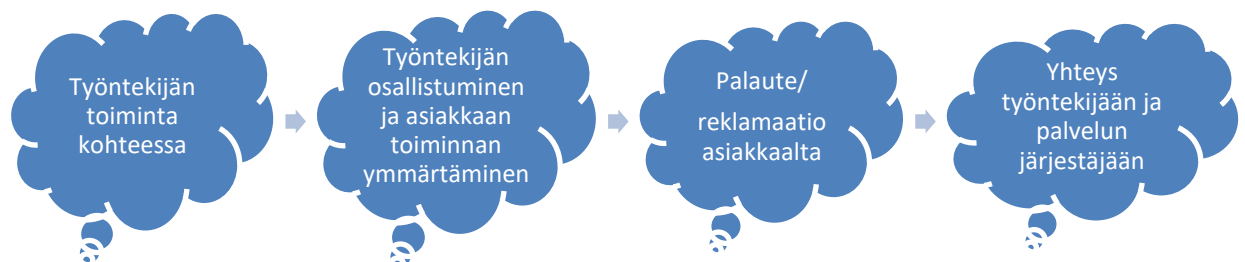 Työntekijän
toiminta
kohteessa
Työntekijän
osallistuminen
ja asiakkaan
toiminnan
ymmärtäminen
Palaute/
reklamaatio
asiakkaalta
Yhteys
työntekijään ja
palvelun
järjestäjään